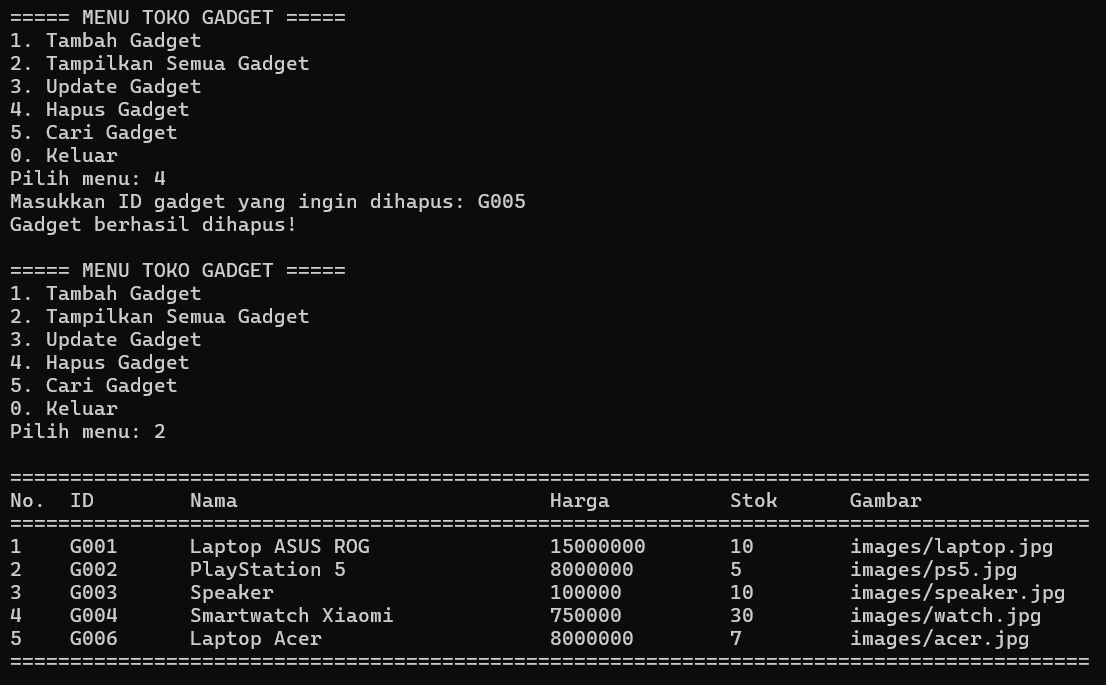 ===== MENU TOKO GADGET =====
1. Tambah Gadget
2. Tampilkan Semua Gadget
3. Update Gadget
4. Hapus Gadget
5. Cari Gadget
0. Keluar
Pilih menu: 4
Masukkan ID gadget yang ingin dihapus: G005
Gadget berhasil dihapus!

===== MENU TOKO GADGET =====
1. Tambah Gadget
2. Tampilkan Semua Gadget
3. Update Gadget
4. Hapus Gadget
5. Cari Gadget
0. Keluar
Pilih menu: 2

==========================================================================================
No.  ID        Nama                          Harga          Stok      Gambar
==========================================================================================
1    G001      Laptop ASUS ROG               15000000       10        images/laptop.jpg
2    G002      PlayStation 5                 8000000        5         images/ps5.jpg
3    G003      Speaker                       100000         10        images/speaker.jpg
4    G004      Smartwatch Xiaomi             750000         30        images/watch.jpg
5    G006      Laptop Acer                   8000000        7         images/acer.jpg
==========================================================================================